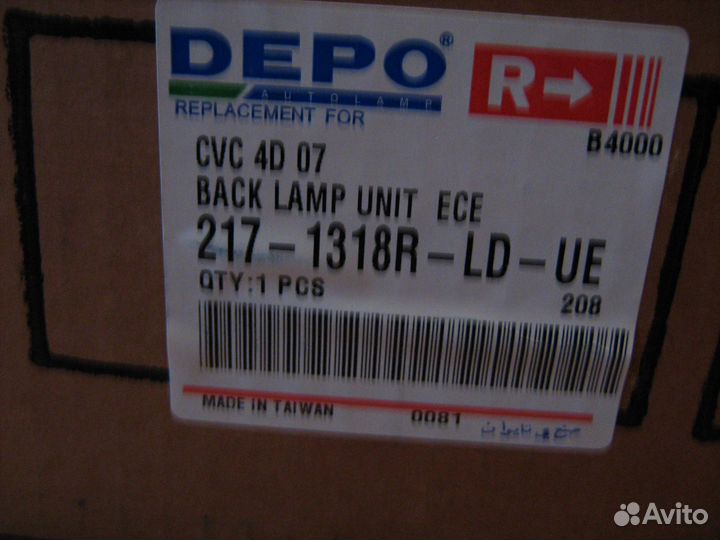 DEPO®
AUTOLAMP
REPLACEMENT FOR
R
B4000
CVC 4D 07
BACK LAMP UNIT ECE
217-1318R-LD-UE
QTY:1 PCS
208
MADE IN TAIWAN 0081
Avito